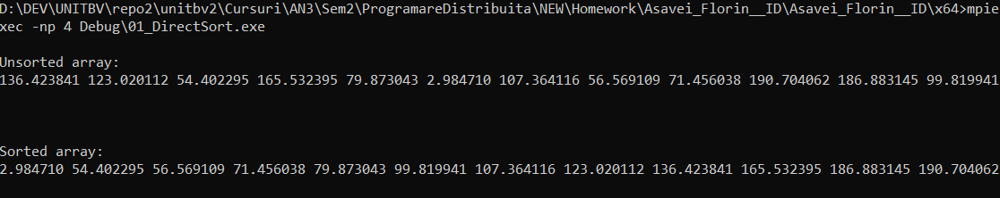 D:\DEV\UNITBV\repo2\unitbv2\Cursuri\AN3\Sem2\ProgramareDistribuita\NEW\Homework\Asavei_Florin__ID\Asavei_Florin__ID\x64>mpie
xec -np 4 Debug\01_DirectSort.exe
Unsorted array:
136.423841 123.020112 54.402295 165.532395 79.873043 2.984710 107.364116 56.569109 71.456038 190.704062 186.883145 99.819941
Sorted array:
2.984710 54.402295 56.569109 71.456038 79.873043 99.819941 107.364116 123.020112 136.423841 165.532395 186.883145 190.704062